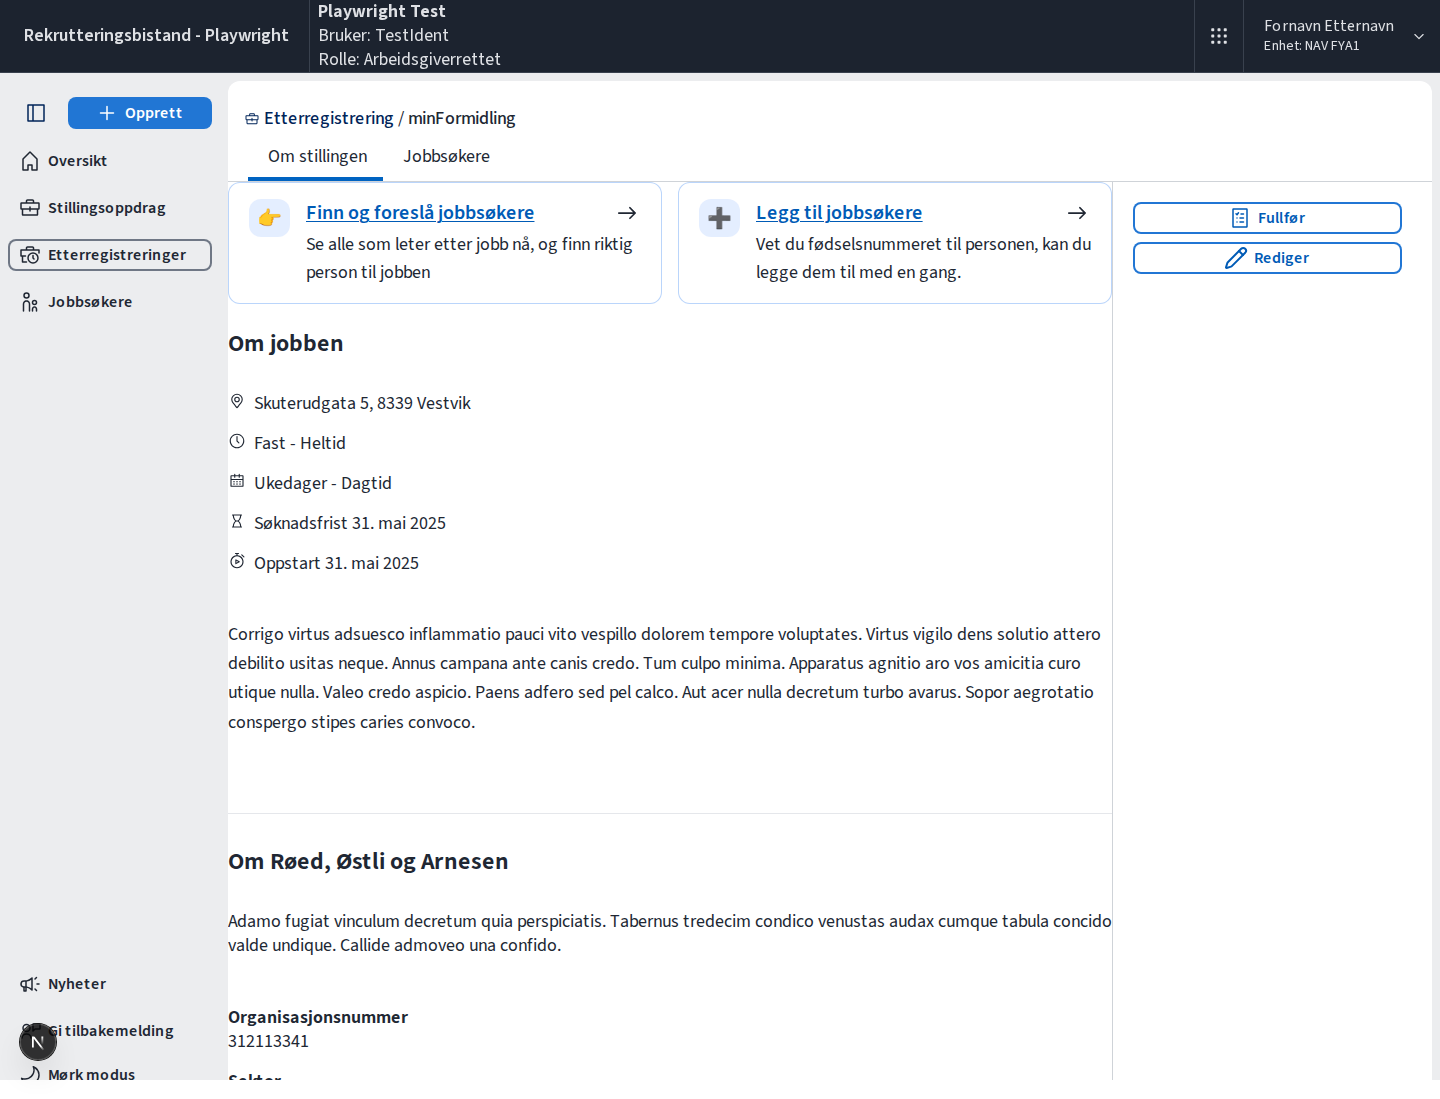 Rekrutteringsbistand - Playwright
Playwright Test
Bruker: TestIdent
Rolle: Arbeidsgiverrettet
Fornavn Etternavn
Enhet: NAV FYA1
Opprett
Oversikt
Stillingsoppdrag
Etterregistreringer
Jobbsøkere
Nyheter
Gi tilbakemelding
N
Mørk modus
Etterregistrering / minFormidling
Om stillingen
Jobbsøkere
Finn og foreslå jobbsøkere
Se alle som leter etter jobb nå, og finn riktig
person til jobben
Legg til jobbsøkere
Vet du fødselsnummeret til personen, kan du
legge dem til med en gang.
Fullfør
Rediger
Om jobben
Skuterudgata 5, 8339 Vestvik
Fast - Heltid
Ukedager - Dagtid
Søknadsfrist 31. mai 2025
Oppstart 31. mai 2025
Corrigo virtus adsuesco inflammatio pauci vito vespillo dolorem tempore voluptates. Virtus vigilo dens solutio attero
debilito usitas neque. Annus campana ante canis credo. Tum culpo minima. Apparatus agnitio aro vos amicitia curo
utique nulla. Valeo credo aspicio. Paens adfero sed pel calco. Aut acer nulla decretum turbo avarus. Sopor aegrotatio
conspergo stipes caries convoco.
Om Røed, Østli og Arnesen
Adamo fugiat vinculum decretum quia perspiciatis. Tabernus tredecim condico venustas audax cumque tabula concido
valde undique. Callide admoveo una confido.
Organisasjonsnummer
312113341
Sektor